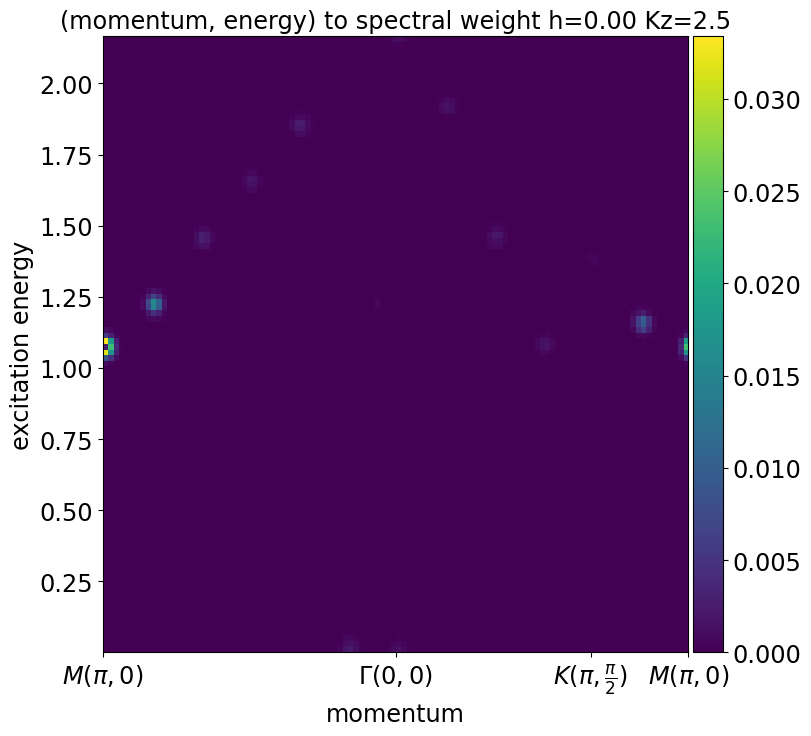 (momentum, energy) to spectral weight h=0.00 Kz=2.5
excitation energy
2.00
1.75
1.50
1.25
1.00
0.75
0.50
0.25
M(π, 0)
Γ(0, 0)
K(π, π/2)
M(π, 0)
momentum
0.030
0.025
0.020
0.015
0.010
0.005
0.000